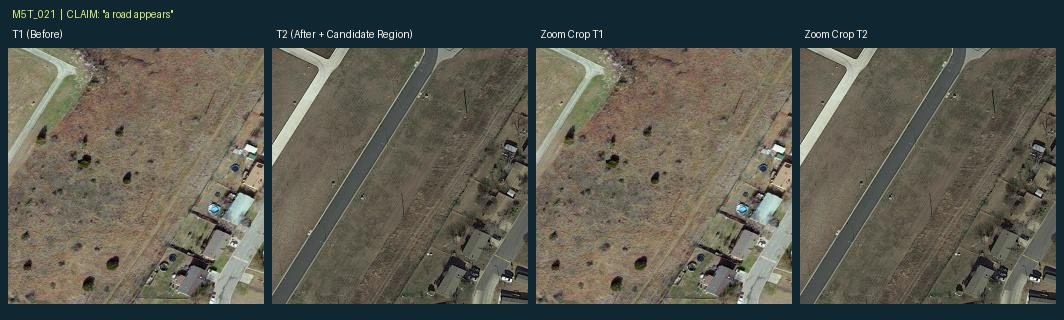 M5T_021 | CLAIM: "a road appears"
T1 (Before)
T2 (After + Candidate Region)
Zoom Crop T1
Zoom Crop T2